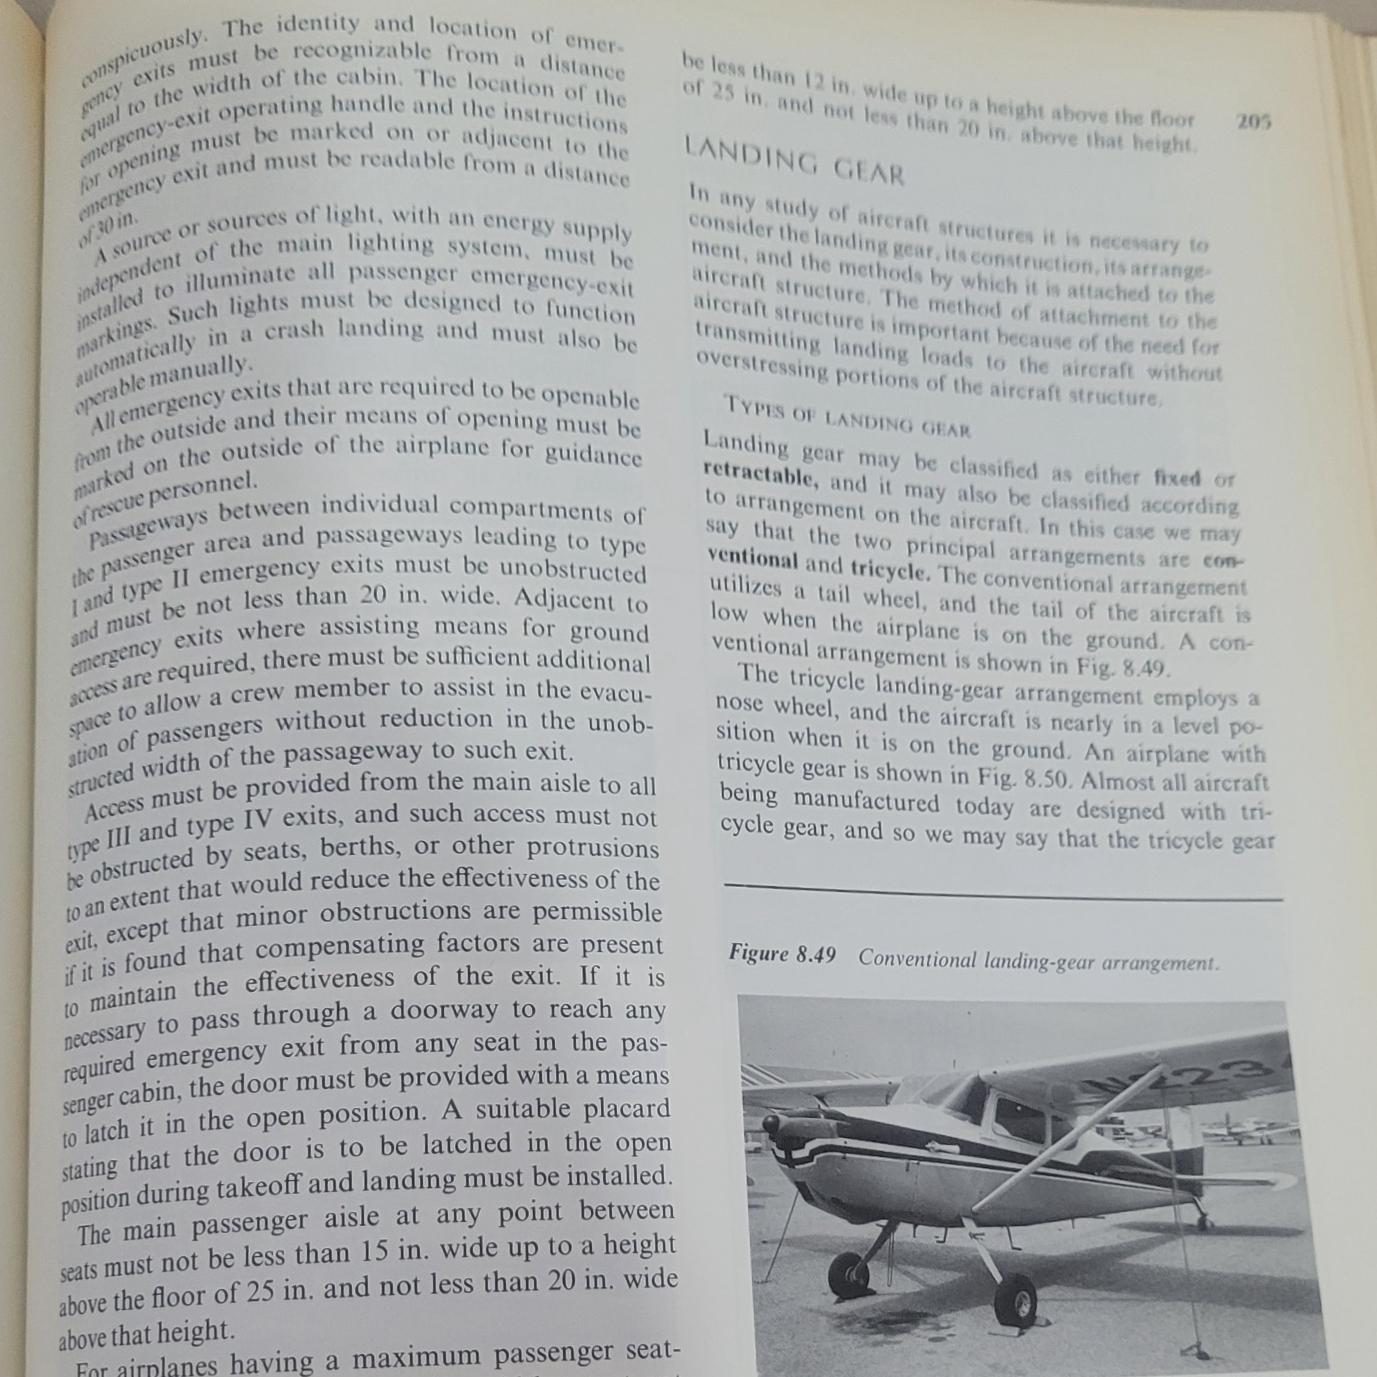 conspicuously. The identity and location of emer-
gency exits must be recognizable from a distance
equal to the width of the cabin. The location of the
emergency-exit operating handle and the instructions
for opening must be marked on or adjacent to the
emergency exit and must be readable from a distance
of 30 in.
A source or sources of light, with an energy supply
independent of the main lighting system, must be
installed to illuminate all passenger emergency-exit
markings. Such lights must be designed to function
automatically in a crash landing and must also be
operable manually.
All emergency exits that are required to be openable
from the outside and their means of opening must be
marked on the outside of the airplane for guidance
of rescue personnel.
Passageways between individual compartments of
the passenger area and passageways leading to type
I and type II emergency exits must be unobstructed
and must be not less than 20 in. wide. Adjacent to
emergency exits where assisting means for ground
access are required, there must be sufficient additional
space to allow a crew member to assist in the evacu-
ation of passengers without reduction in the unob-
structed width of the passageway to such exit.
Access must be provided from the main aisle to all
type III and type IV exits, and such access must not
be obstructed by seats, berths, or other protrusions
to an extent that would reduce the effectiveness of the
exit, except that minor obstructions are permissible
if it is found that compensating factors are present
to maintain the effectiveness of the exit. If it is
necessary to pass through a doorway to reach any
required emergency exit from any seat in the pas-
senger cabin, the door must be provided with a means
to latch it in the open position. A suitable placard
stating that the door is to be latched in the open
position during takeoff and landing must be installed.
The main passenger aisle at any point between
seats must not be less than 15 in. wide up to a height
above the floor of 25 in. and not less than 20 in. wide
above that height.
For airplanes having a maximum passenger seat-
be less than 12 in. wide up to a height above the floor
of 25 in. and not less than 20 in. above that height.
205
LANDING GEAR
In any study of aircraft structures it is necessary to
consider the landing gear, its construction, its arrange-
ment, and the methods by which it is attached to the
aircraft structure. The method of attachment to the
aircraft structure is important because of the need for
transmitting landing loads to the aircraft without
overstressing portions of the aircraft structure.
TYPES OF LANDING GEAR
Landing gear may be classified as either fixed or
retractable, and it may also be classified according
to arrangement on the aircraft. In this case we may
say that the two principal arrangements are con-
ventional and tricycle. The conventional arrangement
utilizes a tail wheel, and the tail of the aircraft is
low when the airplane is on the ground. A con-
ventional arrangement is shown in Fig. 8.49.
The tricycle landing-gear arrangement employs a
nose wheel, and the aircraft is nearly in a level po-
sition when it is on the ground. An airplane with
tricycle gear is shown in Fig. 8.50. Almost all aircraft
being manufactured today are designed with tri-
cycle gear, and so we may say that the tricycle gear
Figure 8.49 Conventional landing-gear arrangement.
N2234